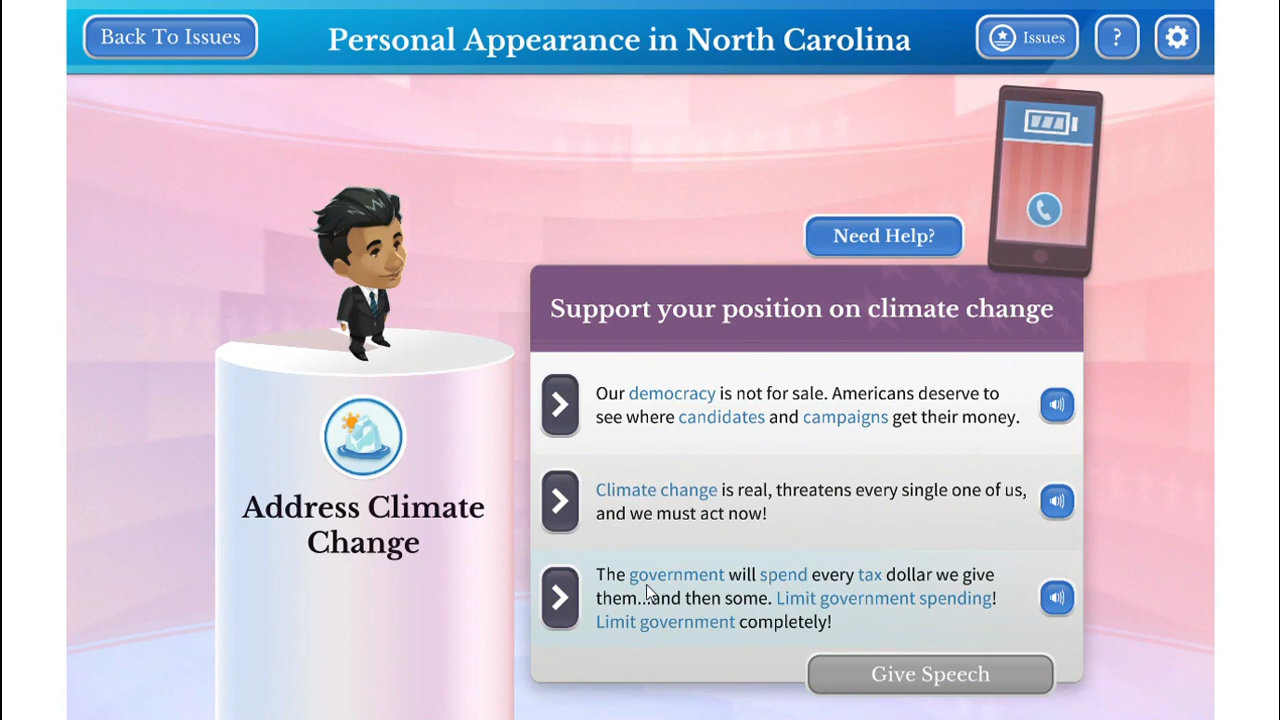 Back To Issues
Personal Appearance in North Carolina
Issues
?
Need Help?
Support your position on climate change
Our democracy is not for sale. Americans deserve to
see where candidates and campaigns get their money.
Climate change is real, threatens every single one of us,
and we must act now!
The government will spend every tax dollar we give
them...and then some. Limit government spending!
Limit government completely!
Give Speech
Address Climate
Change